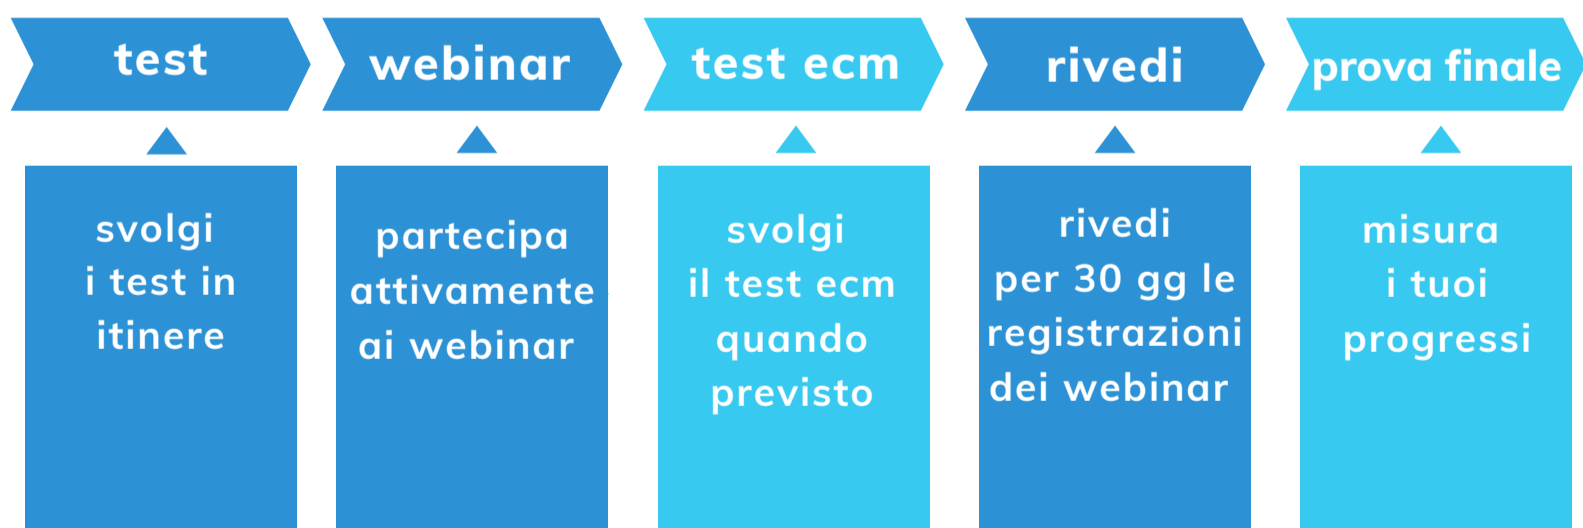 test
webinar
test ecm
rivedi
prova finale
svolgi
i test in
itinere
partecipa
attivamente
ai webinar
svolgi
il test ecm
quando
previsto
rivedi
per 30 gg le
registrazioni
dei webinar
misura
i tuoi
progressi